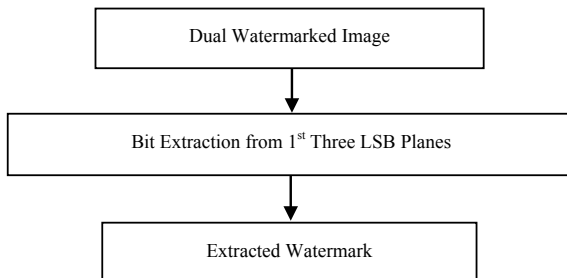 Dual Watermarked Image
Bit Extraction from 1st Three LSB Planes
Extracted Watermark